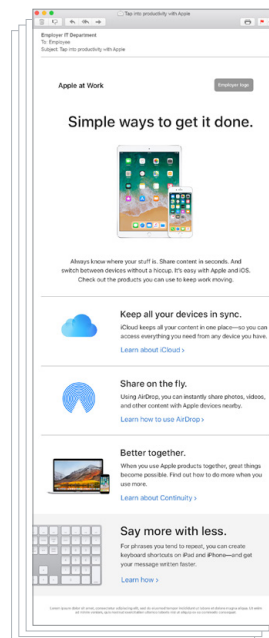 Tap into productivity with Apple
Employer IT Department
To: Employee
Subject: Tap into productivity with Apple
Apple at Work
Employer logo
Simple ways to get it done.
Always know where your stuff is. Share content in seconds. And
switch between devices without a hiccup. It's easy with Apple and iOS.
Check out the products you can use to keep work moving.
Keep all your devices in sync.
iCloud keeps all your content in one place—so you can
access everything you need from any device you have.
Learn about iCloud ›
Share on the fly.
Using AirDrop, you can instantly share photos, videos,
and other content with Apple devices nearby.
Learn how to use AirDrop ›
Better together.
When you use Apple products together, great things
become possible. Find out how to do more when you
use more.
Learn about Continuity ›
Say more with less.
For phrases you tend to repeat, you can create
keyboard shortcuts on iPad and iPhone—and get
your message written faster.
Learn how ›